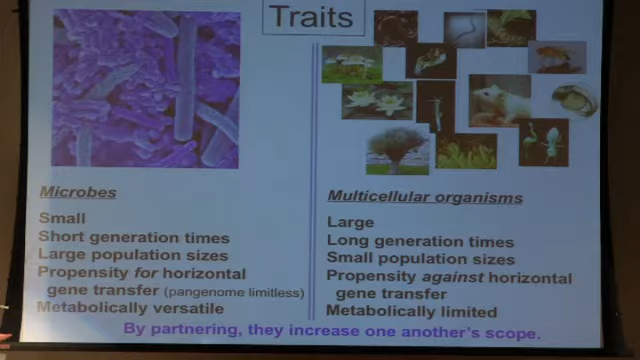 Traits
Microbes
Small
Short generation times
Large population sizes
Propensity for horizontal
gene transfer (pangenome limitless)
Metabolically versatile
Multicellular organisms
Large
Long generation times
Small population sizes
Propensity against horizontal
gene transfer
Metabolically limited
By partnering, they increase one another's scope.